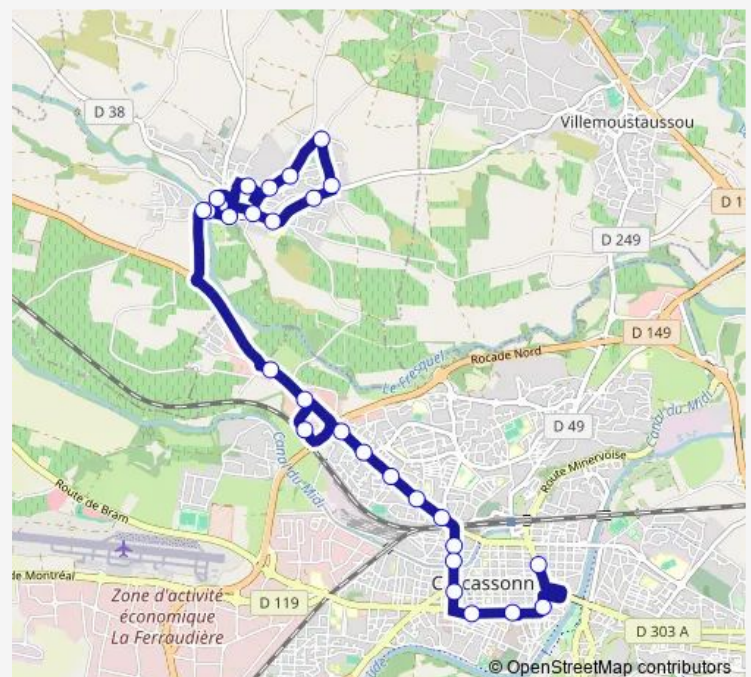 D 38
Villemoustaussou
D 1
D 249
D 149
Le Fresquel
Rocade Nord
Canal du Midi
D 49
Route Minervoise
Canal du Midi
Route de Bram
de Montréal
Zone d'activité
économique
La Ferraudière
D 119
C cassonn
D 303 A
© OpenStreetMap contributors